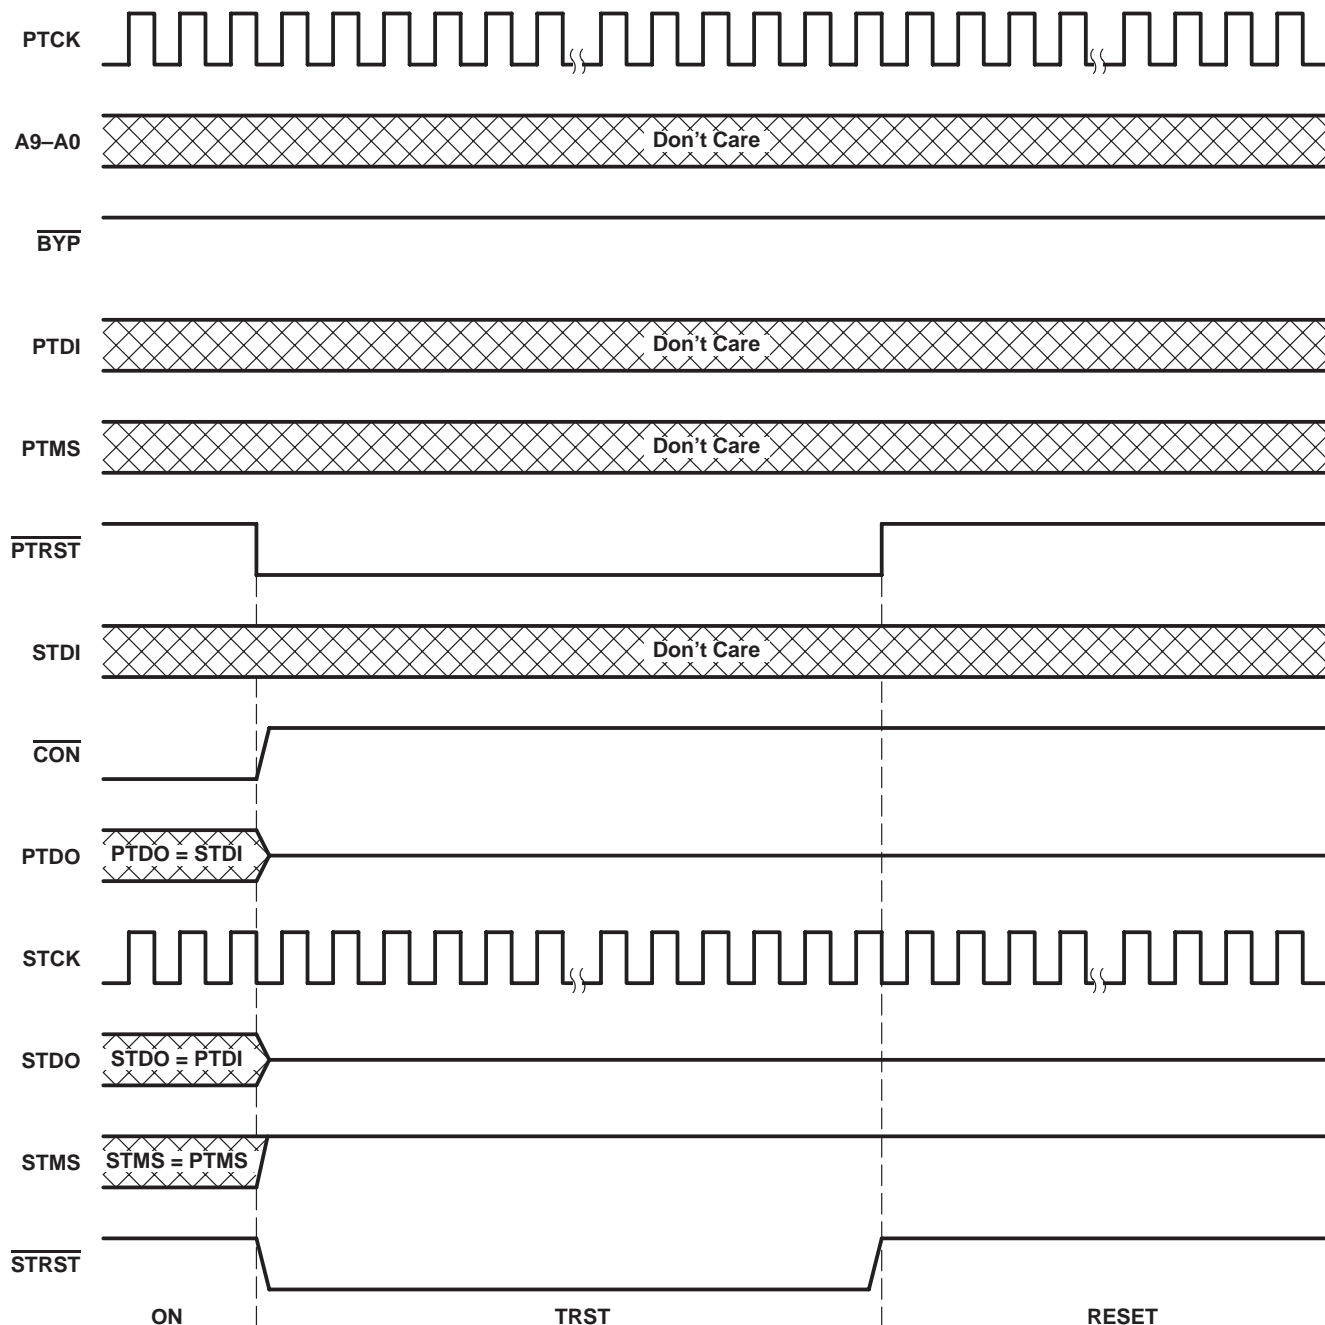 PTCK
A9–A0
Don't Care
BYP
PTDI
Don't Care
PTMS
Don't Care
PTRST
STDI
Don't Care
CON
PTDO
PTDO = STDI
STCK
STDO
STDO = PTDI
STMS
STMS = PTMS
STRST
ON TRST RESET